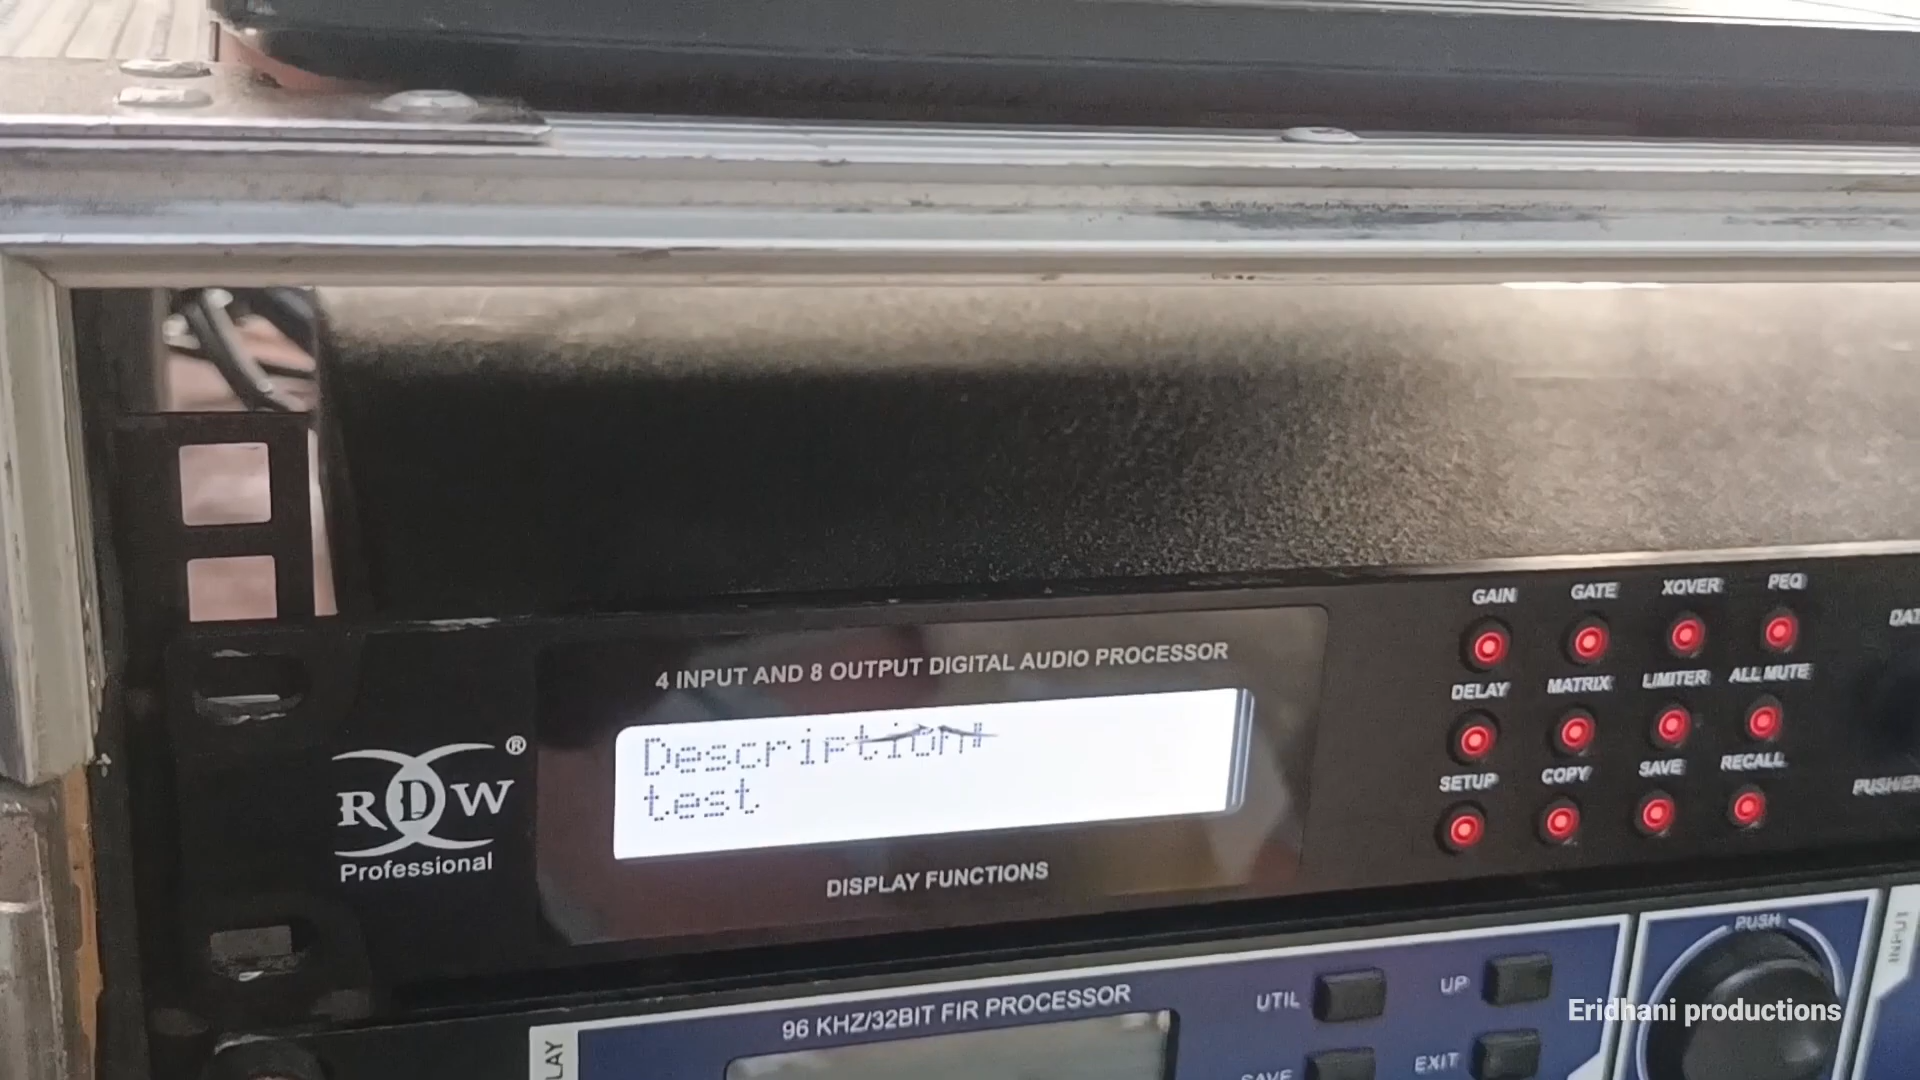 4 INPUT AND 8 OUTPUT DIGITAL AUDIO PROCESSOR
Description#
test
DISPLAY FUNCTIONS
RDW ®
Professional
GAIN GATE XOVER PEQ
DELAY MATRIX LIMITER ALL MUTE
SETUP COPY SAVE RECALL
96 KHZ/32BIT FIR PROCESSOR
UTIL UP
SAVE EXIT
PUSH
INPUT
Eridhani productions